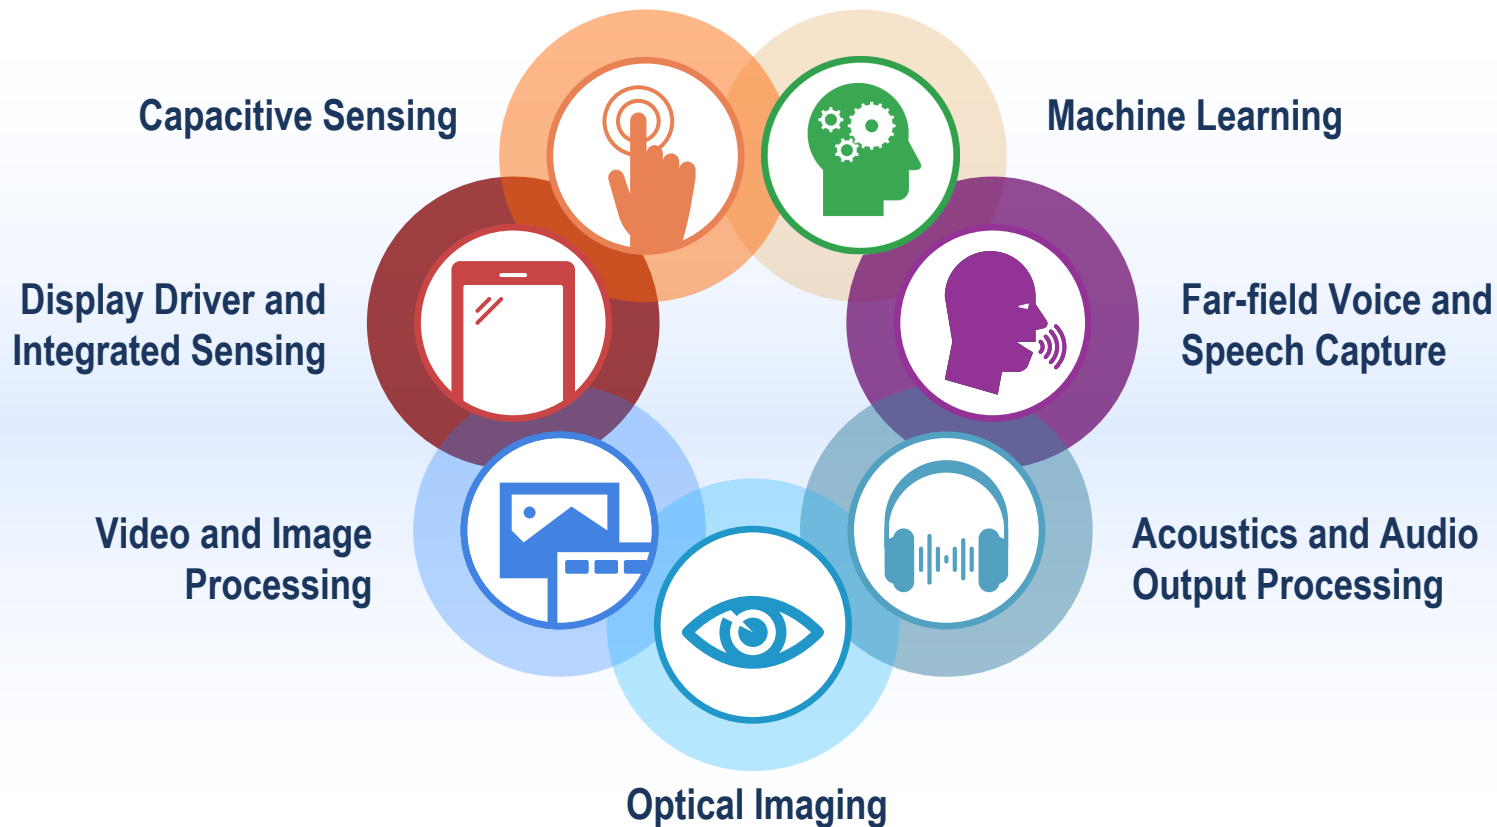 Capacitive Sensing
Machine Learning
Display Driver and
Integrated Sensing
Far-field Voice and
Speech Capture
Video and Image
Processing
Acoustics and Audio
Output Processing
Optical Imaging